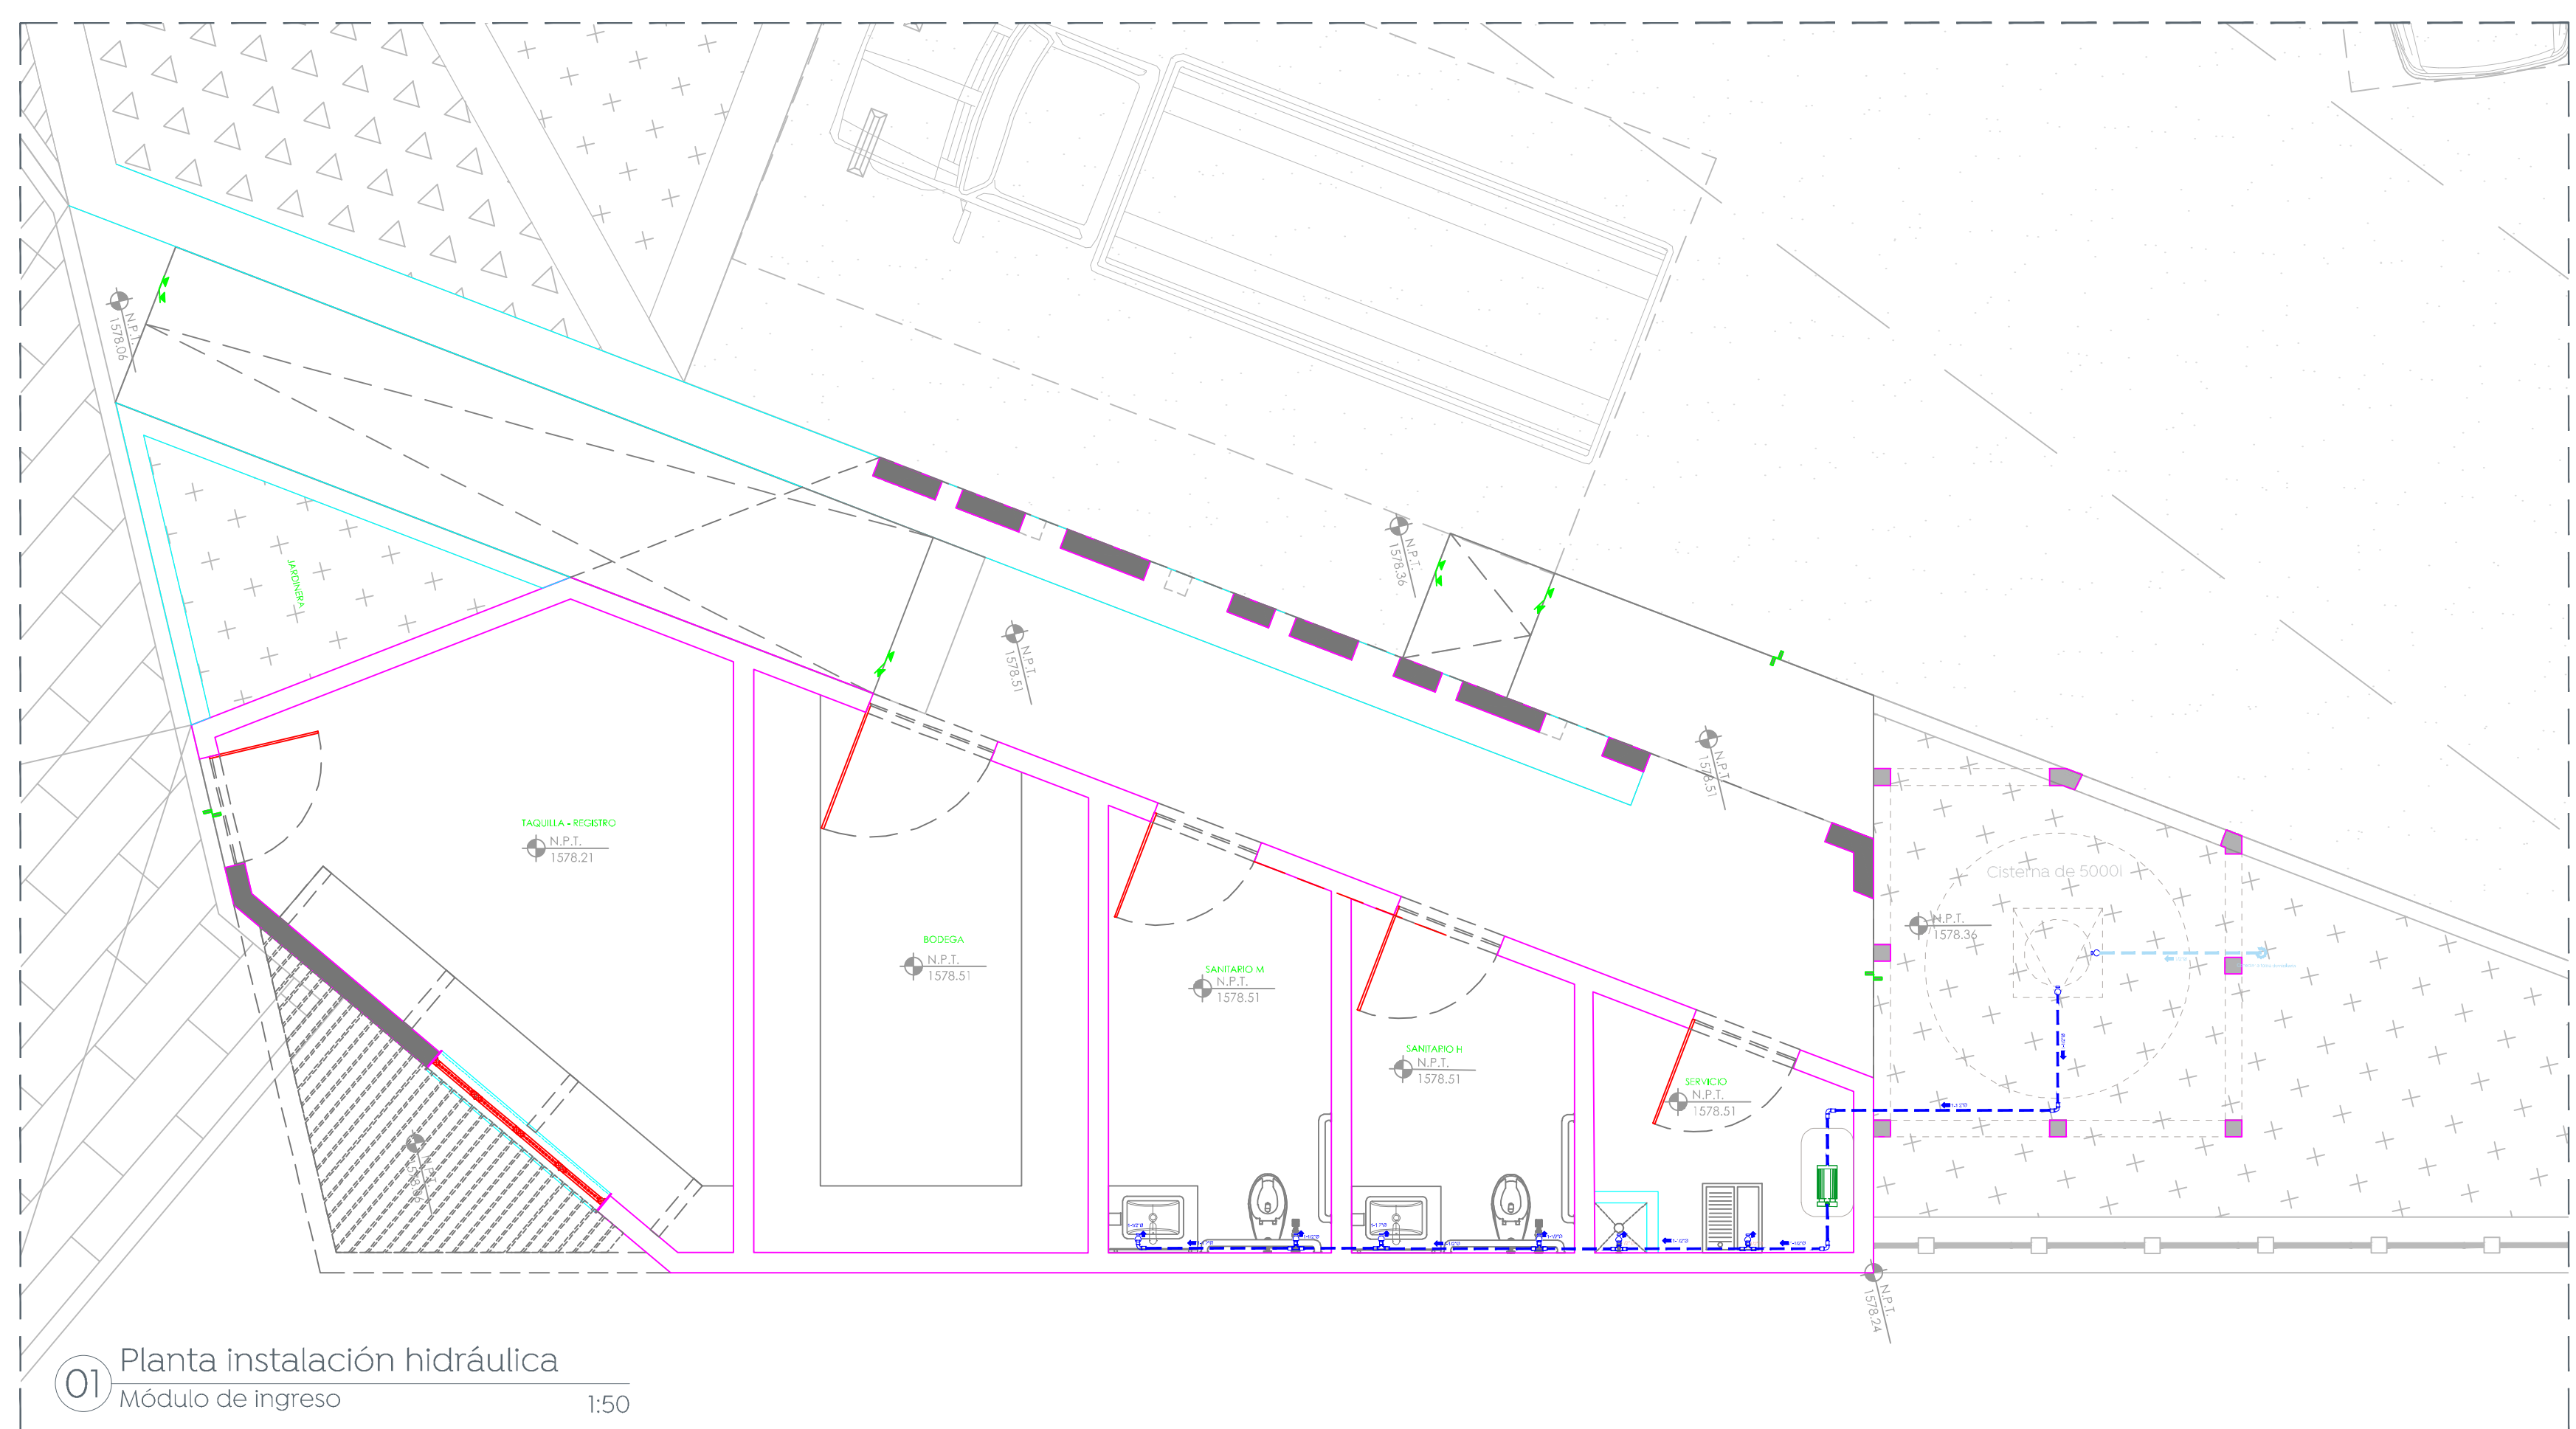 N.P.T.
1578.06
JARDINERA
N.P.T.
1578.36
N.P.T.
1578.51
N.P.T.
1578.51
TAQUILLA - REGISTRO
N.P.T.
1578.21
Cisterna de 5000l
N.P.T.
1578.36
BODEGA
N.P.T.
1578.51
SANITARIO M
N.P.T.
1578.51
SANITARIO H
N.P.T.
1578.51
SERVICIO
N.P.T.
1578.51
N.P.T.
N.P.T.
1578.24
01
Planta instalación hidráulica
Módulo de ingreso
1:50